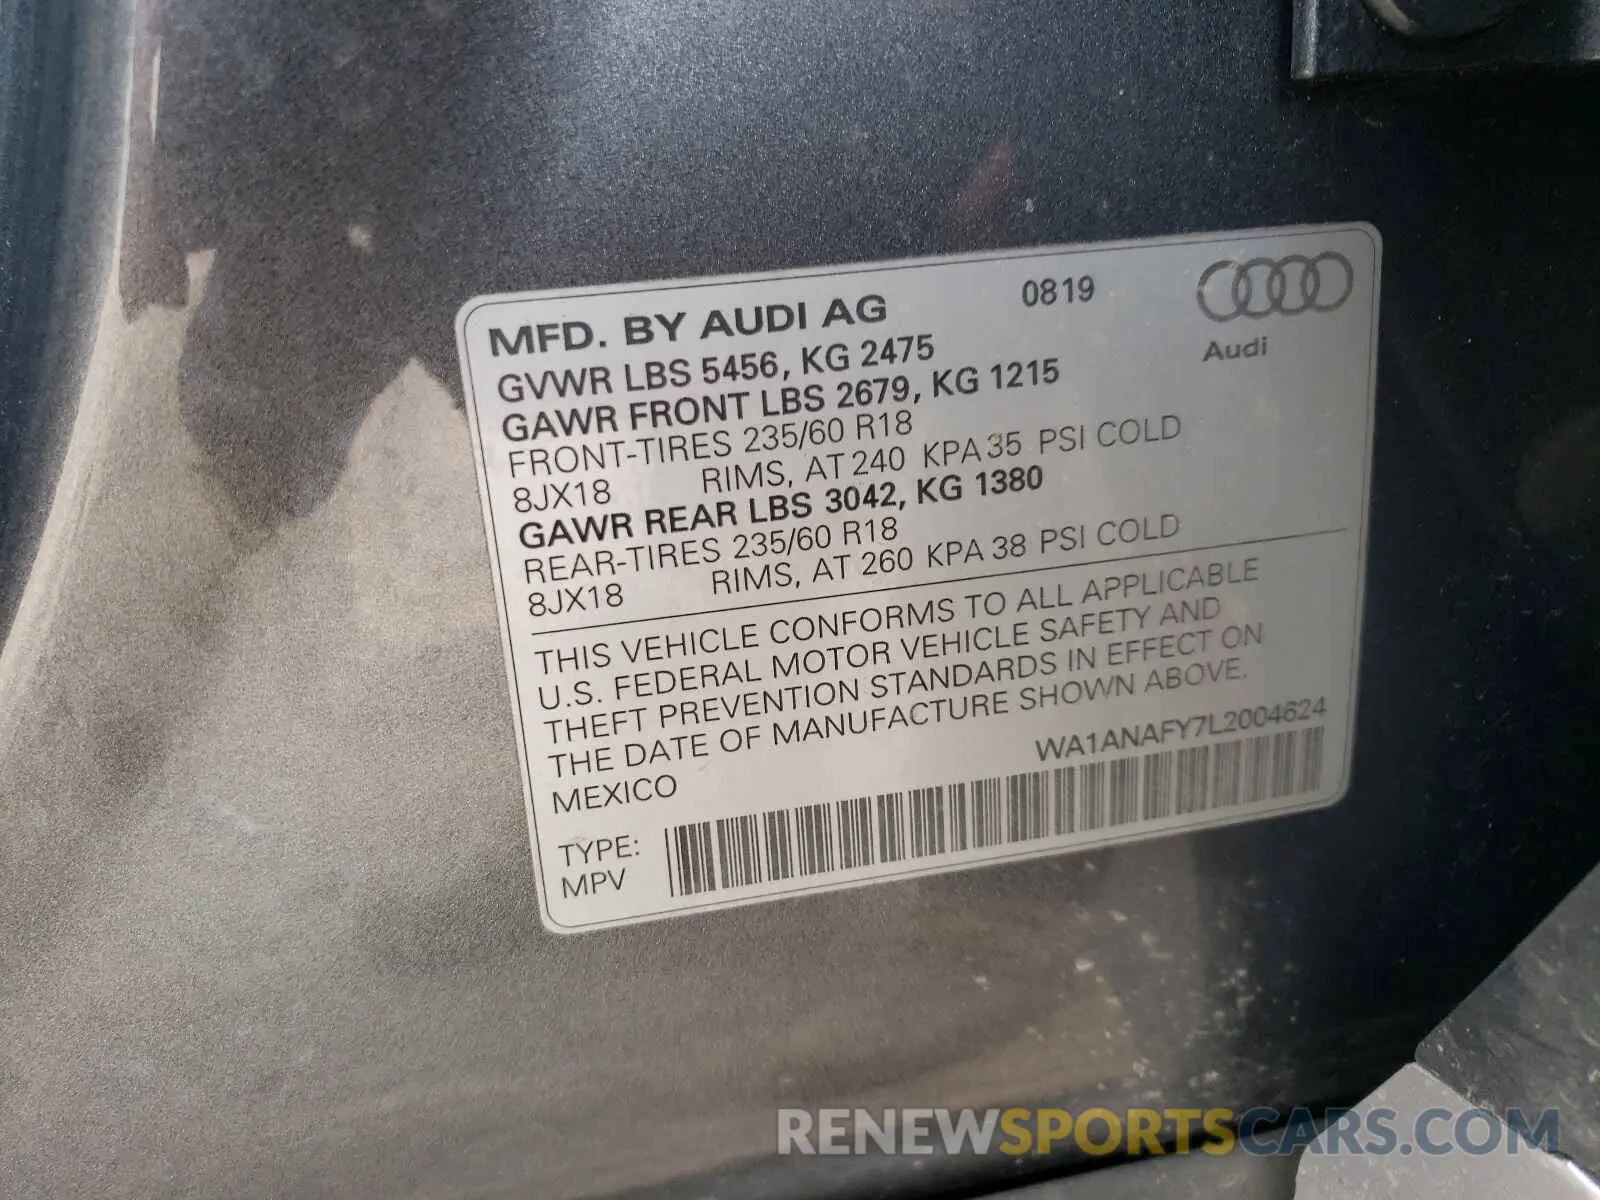 MFD. BY AUDI AG 0819
Audi
GVWR LBS 5456, KG 2475
GAWR FRONT LBS 2679, KG 1215
FRONT-TIRES 235/60 R18
8JX18 RIMS, AT 240 KPA 35 PSI COLD
GAWR REAR LBS 3042, KG 1380
REAR-TIRES 235/60 R18
8JX18 RIMS, AT 260 KPA 38 PSI COLD
THIS VEHICLE CONFORMS TO ALL APPLICABLE
U.S. FEDERAL MOTOR VEHICLE SAFETY AND
THEFT PREVENTION STANDARDS IN EFFECT ON
THE DATE OF MANUFACTURE SHOWN ABOVE.
MEXICO WA1ANAFY7L2004624
TYPE:
MPV
RENEWSPORTSCARS.COM